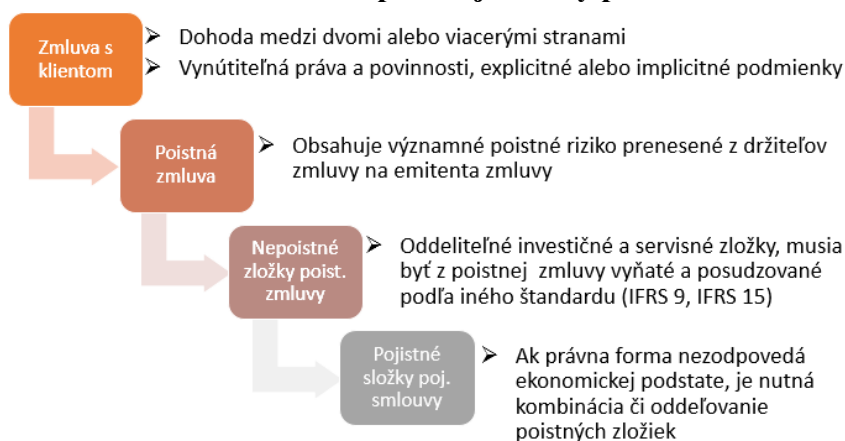 Zmluva s
klientom
➢ Dohoda medzi dvomi alebo viacerými stranami
➢ Vynútiteľná práva a povinnosti, explicitné alebo implicitné podmienky
Poistná
zmluva
➢ Obsahuje významné poistné riziko prenesené z držiteľov
zmluvy na emitenta zmluvy
Nepoistné
zložky poist.
zmluvy
➢ Oddeliteľné investičné a servisné zložky, musia
byť z poistnej zmluvy vyňaté a posudzované
podľa iného štandardu (IFRS 9, IFRS 15)
Pojistné
složky poj.
smlouvy
➢ Ak právna forma nezodpovedá
ekonomickej podstate, je nutná
kombinácia či oddeľovanie
poistných zložiek